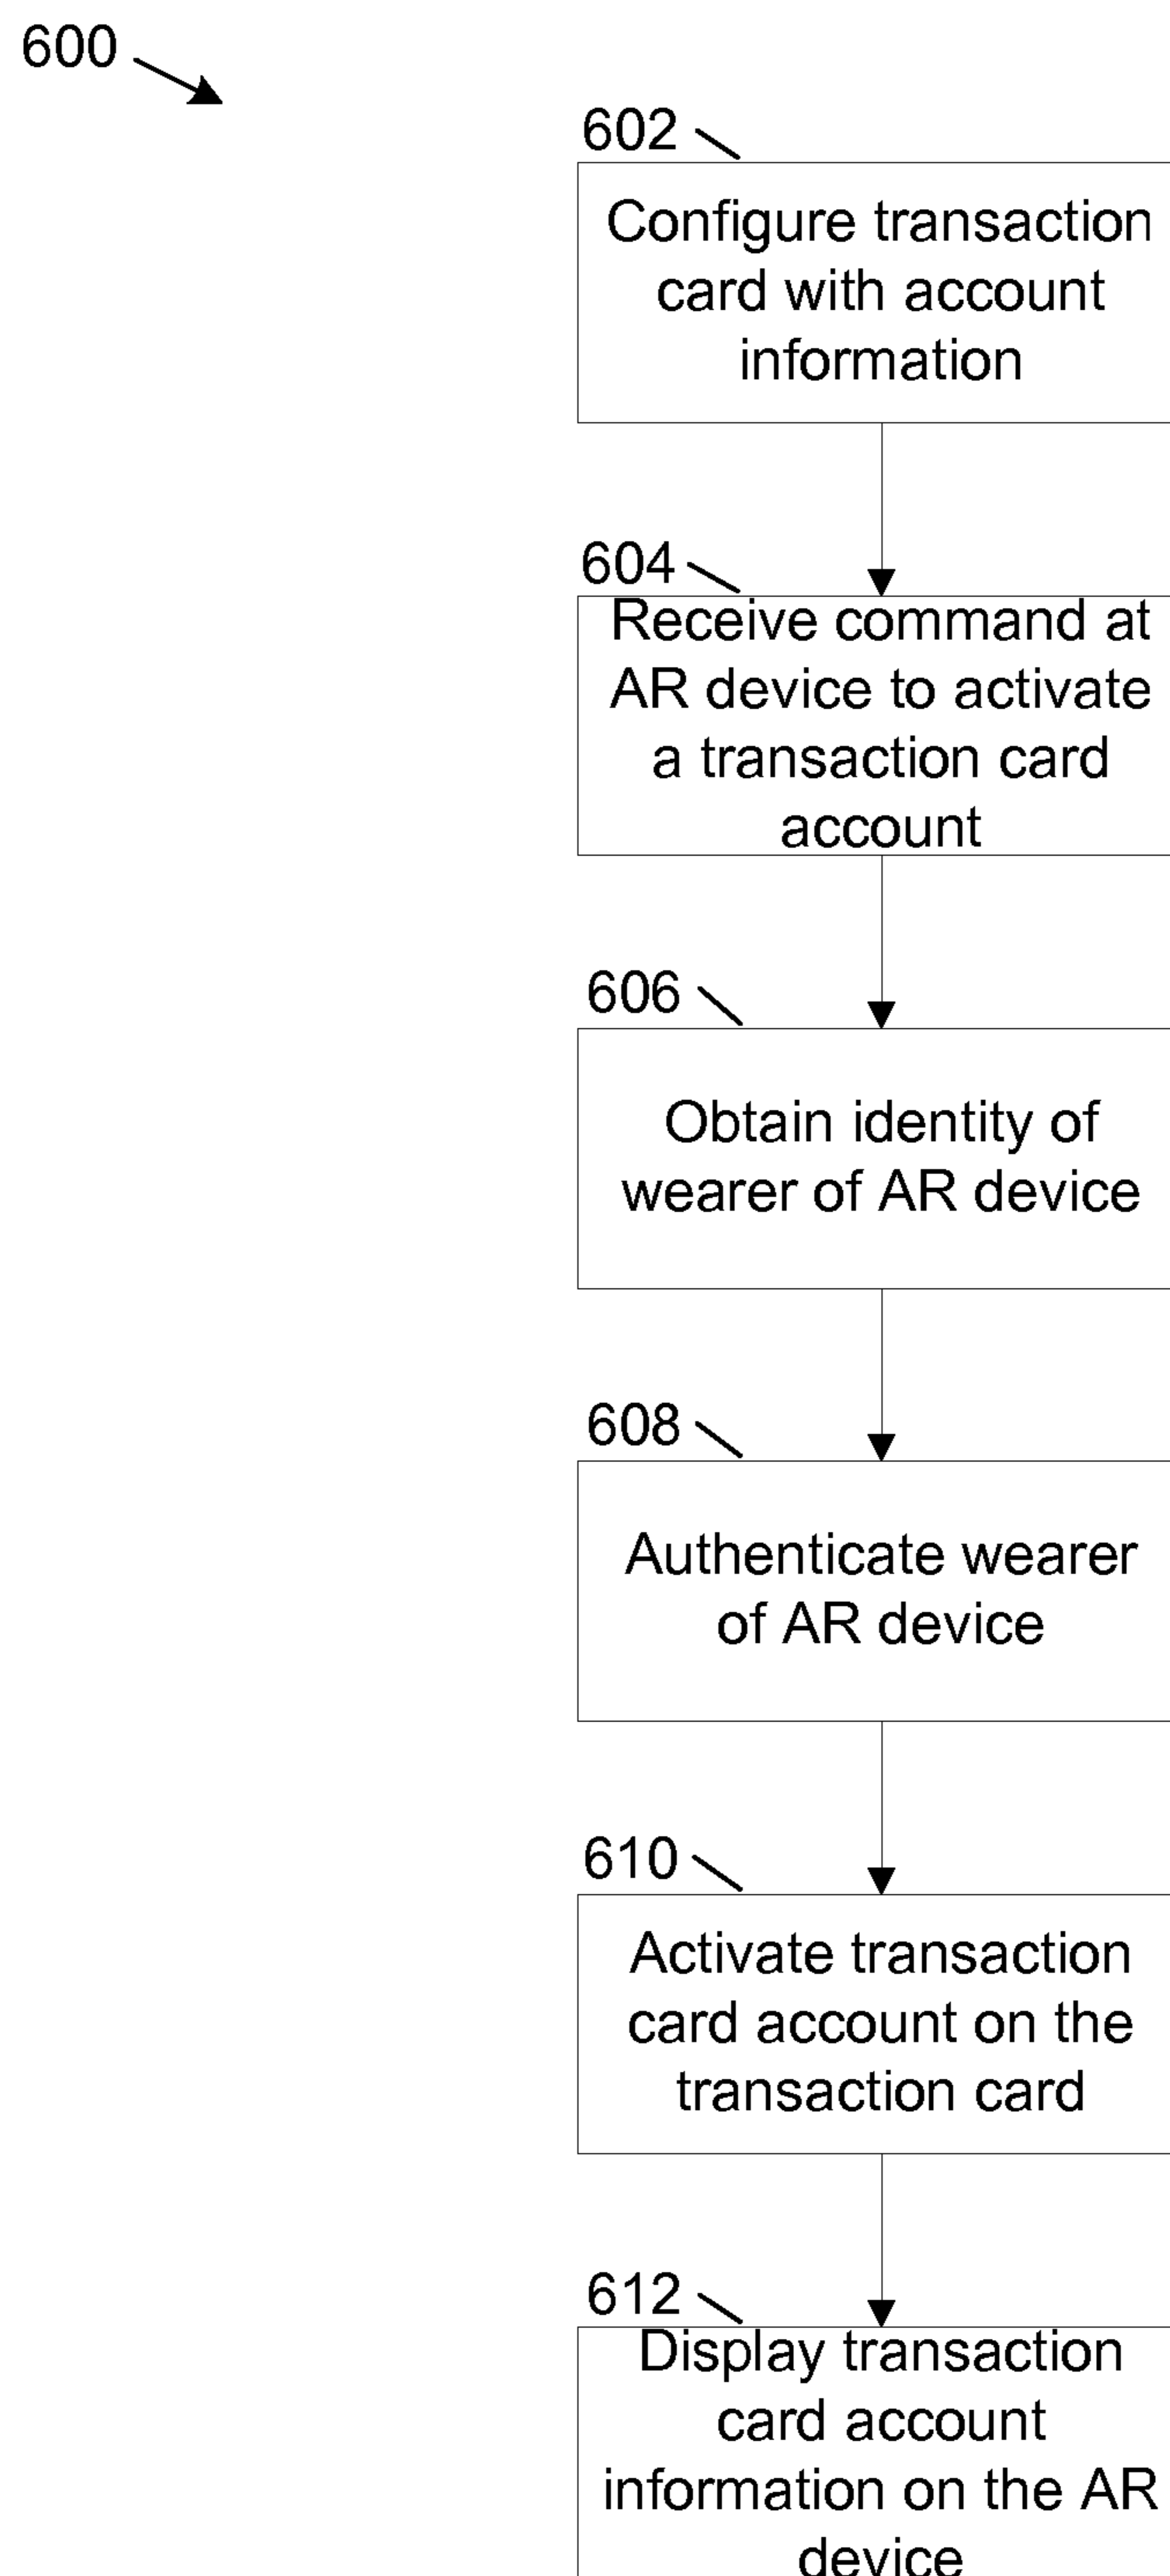 600
602
Configure transaction
card with account
information
604
Receive command at
AR device to activate
a transaction card
account
606
Obtain identity of
wearer of AR device
608
Authenticate wearer
of AR device
610
Activate transaction
card account on the
transaction card
612
Display transaction
card account
information on the AR
device